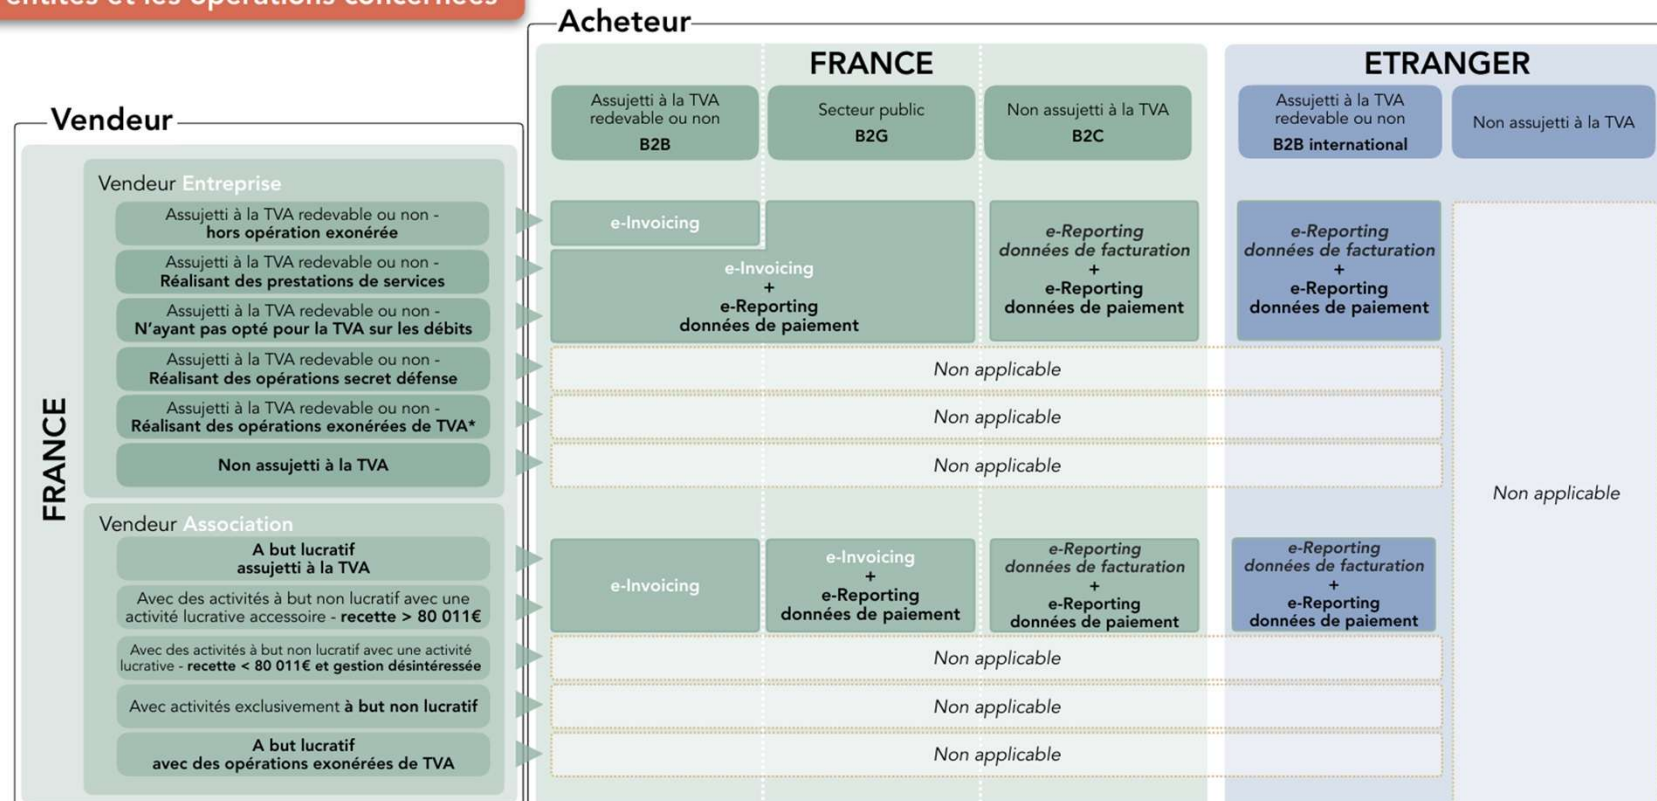 entités et les opérations concernées
Acheteur
FRANCE
ETRANGER
Assujetti à la TVA
redevable ou non
B2B
Secteur public
B2G
Non assujetti à la TVA
B2C
Assujetti à la TVA
redevable ou non
B2B international
Non assujetti à la TVA
Vendeur
FRANCE
Vendeur Entreprise
Assujetti à la TVA redevable ou non -
hors opération exonérée
Assujetti à la TVA redevable ou non -
Réalisant des prestations de services
Assujetti à la TVA redevable ou non -
N'ayant pas opté pour la TVA sur les débits
Assujetti à la TVA redevable ou non -
Réalisant des opérations secret défense
Assujetti à la TVA redevable ou non -
Réalisant des opérations exonérées de TVA*
Non assujetti à la TVA
e-Invoicing
e-Invoicing
+
e-Reporting
données de paiement
e-Reporting
données de facturation
+
e-Reporting
données de paiement
e-Reporting
données de facturation
+
e-Reporting
données de paiement
Non applicable
Non applicable
Non applicable
Non applicable
Vendeur Association
A but lucratif
assujetti à la TVA
Avec des activités à but non lucratif avec une
activité lucrative accessoire - recette > 80 011€
Avec des activités à but non lucratif avec une activité
lucrative - recette < 80 011€ et gestion désintéressée
Avec activités exclusivement à but non lucratif
A but lucratif
avec des opérations exonérées de TVA
e-Invoicing
e-Invoicing
+
e-Reporting
données de paiement
e-Reporting
données de facturation
+
e-Reporting
données de paiement
e-Reporting
données de facturation
+
e-Reporting
données de paiement
Non applicable
Non applicable
Non applicable